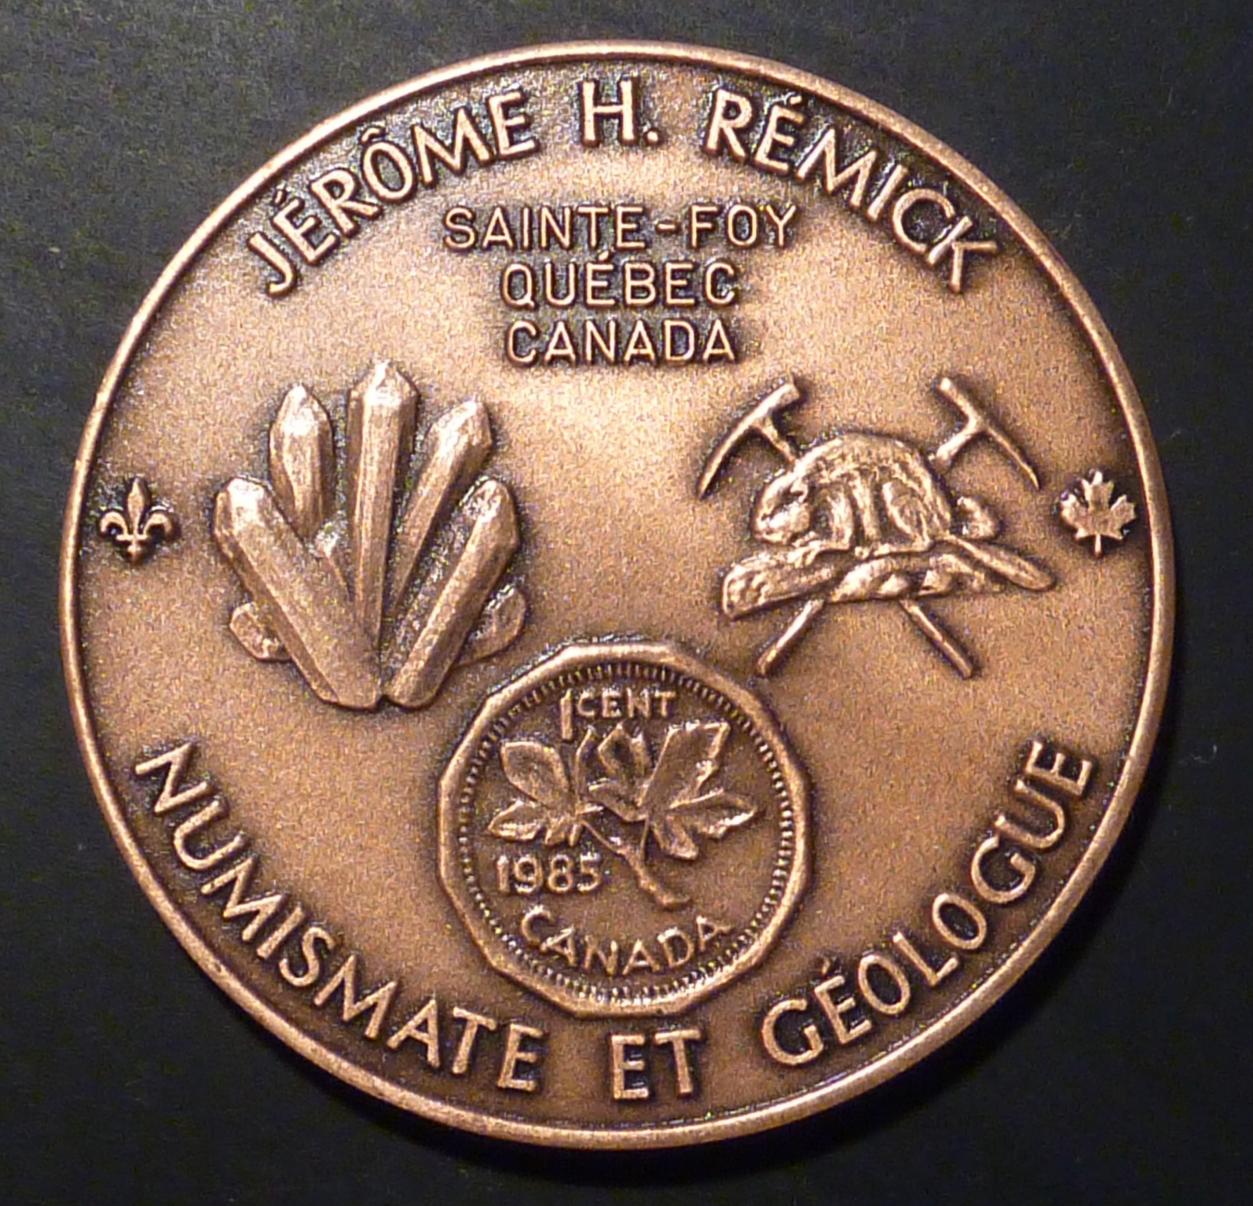 JÉRÔME H. RÉMICK
SAINTE-FOY
QUÉBEC
CANADA
1 CENT
1985
CANADA
NUMISMATE ET GÉOLOGUE